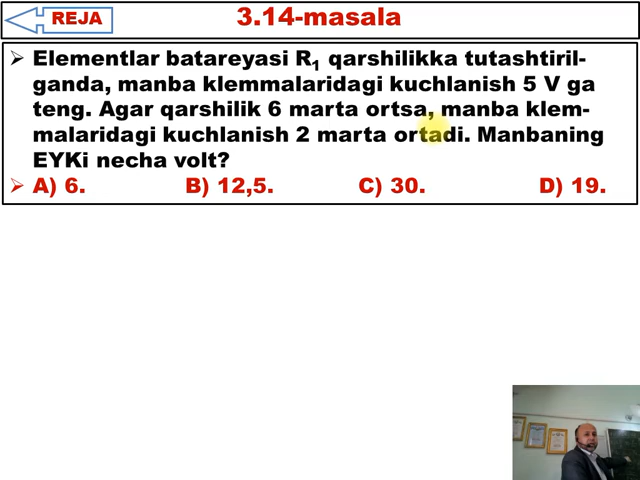 REJA
3.14-masala
Elementlar batareyasi R₁ qarshilikka tutashtiril-
ganda, manba klemmalaridagi kuchlanish 5 V ga
teng. Agar qarshilik 6 marta ortsa, manba klem-
malaridagi kuchlanish 2 marta ortadi. Manbaning
EYKi necha volt?
A) 6. B) 12,5. C) 30. D) 19.